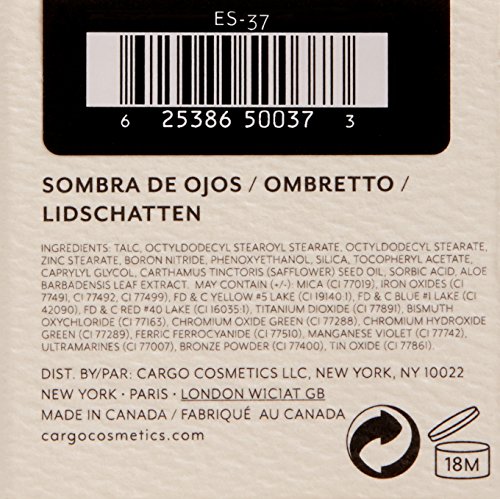 ES-37
6 25386 50037 3
SOMBRA DE OJOS / OMBRETTO /
LIDSCHATTEN
INGREDIENTS: TALC, OCTYLDODECYL STEAROYL STEARATE, OCTYLDODECYL STEARATE,
ZINC STEARATE, BORON NITRIDE, PHENOXYETHANOL, SILICA, TOCOPHERYL ACETATE,
CAPRYLYL GLYCOL, CARTHAMUS TINCTORIS (SAFFLOWER) SEED OIL, SORBIC ACID, ALOE
BARBADENSIS LEAF EXTRACT. MAY CONTAIN (+/-): MICA (CI 77019), IRON OXIDES (CI
77491, CI 77492, CI 77499), FD & C YELLOW #5 LAKE (CI 19140:1), FD & C BLUE #1 LAKE (CI
42090), FD & C RED #40 LAKE (CI 16035:1), TITANIUM DIOXIDE (CI 77891), BISMUTH
OXYCHLORIDE (CI 77163), CHROMIUM OXIDE GREEN (CI 77288), CHROMIUM HYDROXIDE
GREEN (CI 77289), FERRIC FERROCYANIDE (CI 77510), MANGANESE VIOLET (CI 77742),
ULTRAMARINES (CI 77007), BRONZE POWDER (CI 77400), TIN OXIDE (CI 77861).
DIST. BY/PAR: CARGO COSMETICS LLC, NEW YORK, NY 10022
NEW YORK · PARIS · LONDON W1C1AT GB
MADE IN CANADA / FABRIQUÉ AU CANADA
cargocosmetics.com
18M